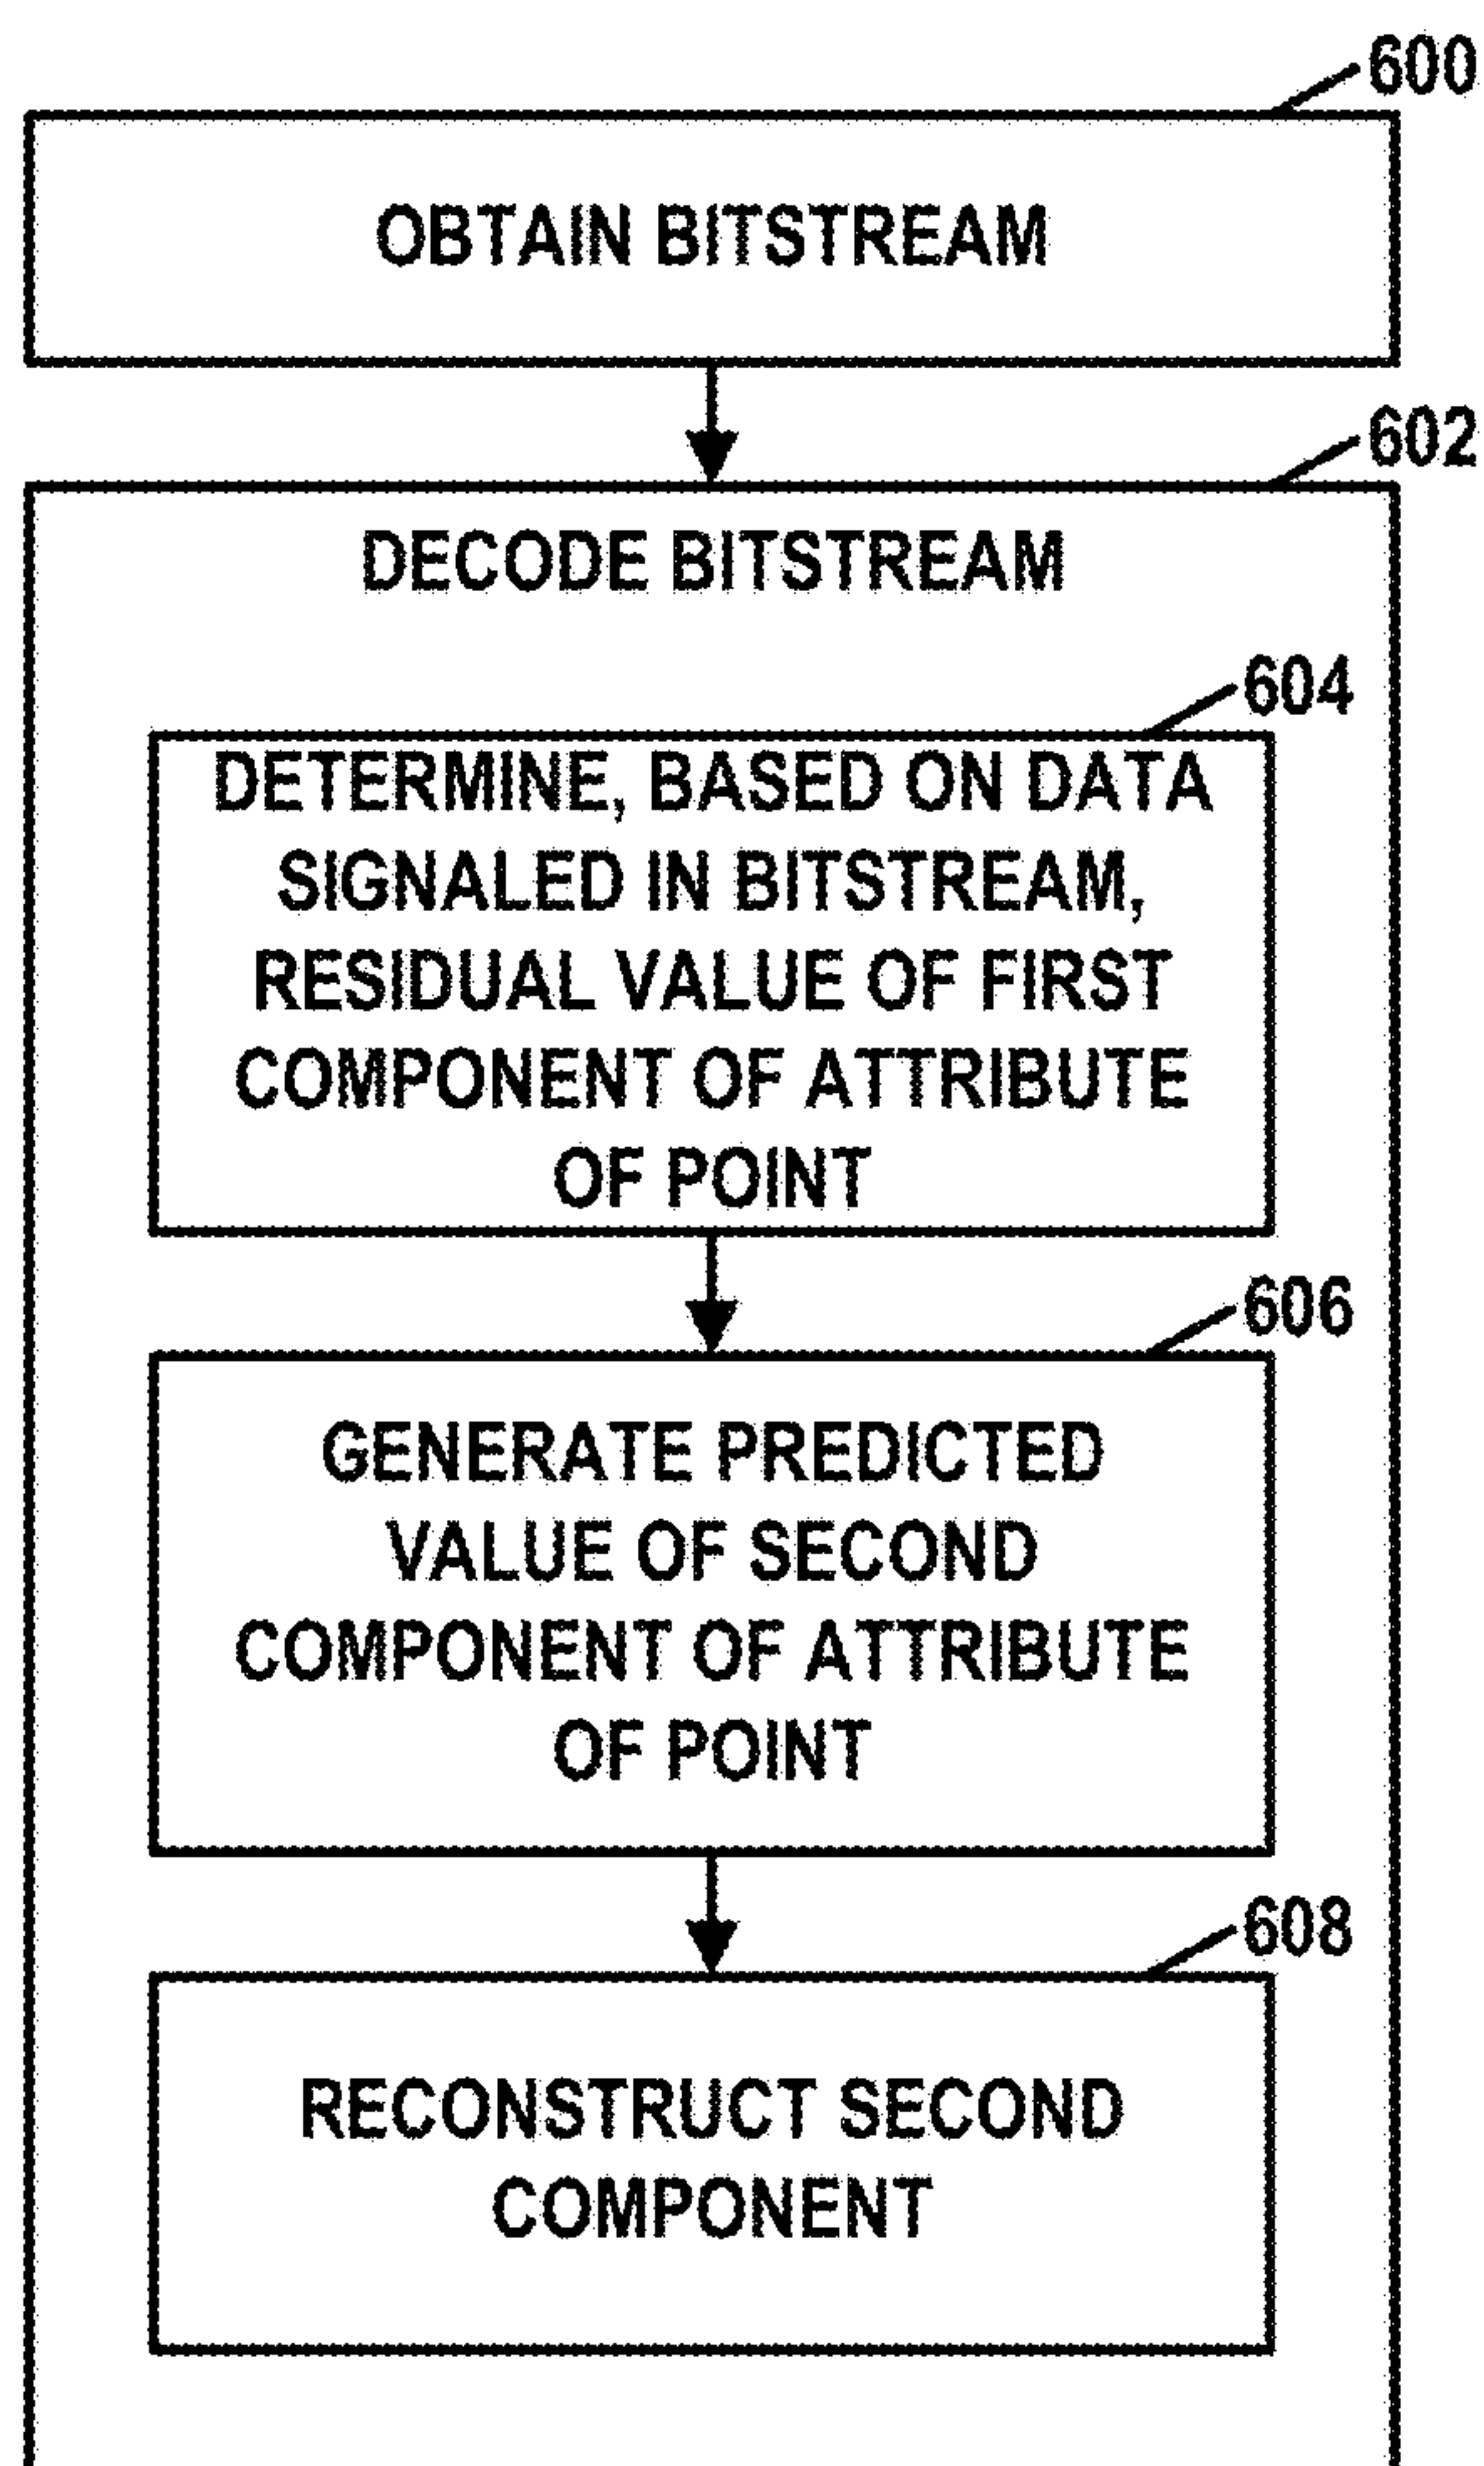 600
OBTAIN BITSTREAM
602
DECODE BITSTREAM
604
DETERMINE, BASED ON DATA
SIGNALED IN BITSTREAM,
RESIDUAL VALUE OF FIRST
COMPONENT OF ATTRIBUTE
OF POINT
606
GENERATE PREDICTED
VALUE OF SECOND
COMPONENT OF ATTRIBUTE
OF POINT
608
RECONSTRUCT SECOND
COMPONENT